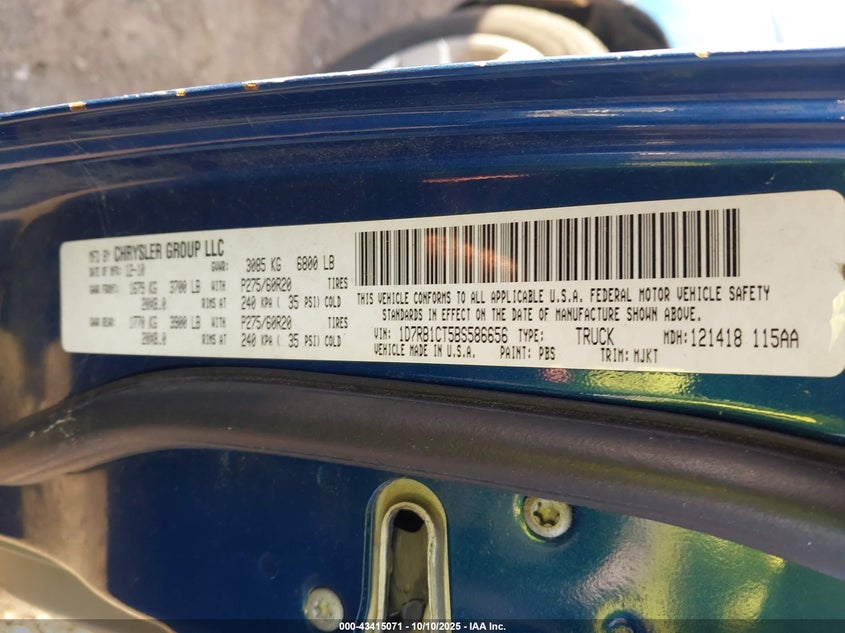 MFD BY: CHRYSLER GROUP LLC
DATE OF MFR: 12-10 GVWR: 3085 KG 6800 LB
GAWR FRONT: 1679 KG 3700 LB WITH P275/60R20 TIRES
20X8.0 RIMS AT 240 KPA ( 35 PSI) COLD
GAWR REAR: 1770 KG 3900 LB WITH P275/60R20 TIRES
20X8.0 RIMS AT 240 KPA ( 35 PSI) COLD
THIS VEHICLE CONFORMS TO ALL APPLICABLE U.S.A. FEDERAL MOTOR VEHICLE SAFETY
STANDARDS IN EFFECT ON THE DATE OF MANUFACTURE SHOWN ABOVE.
VIN: 1D7RB1CT5BS586656 TYPE: TRUCK MDH: 121418 115AA
VEHICLE MADE IN U.S.A. PAINT: PBS TRIM: MJKT
000-43415071 - 10/10/2025 - IAA Inc.